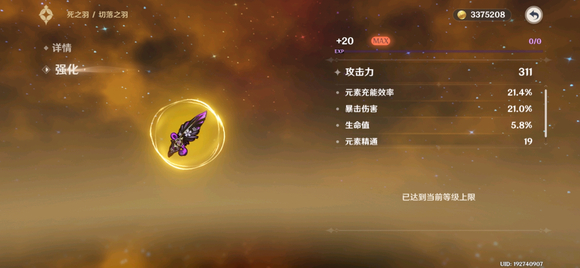 死之羽 / 切落之羽
3375208
详情
强化
+20 MAX
EXP 0/0
攻击力 311
元素充能效率 21.4%
暴击伤害 21.0%
生命值 5.8%
元素精通 19
已达到当前等级上限
UID: 192740907